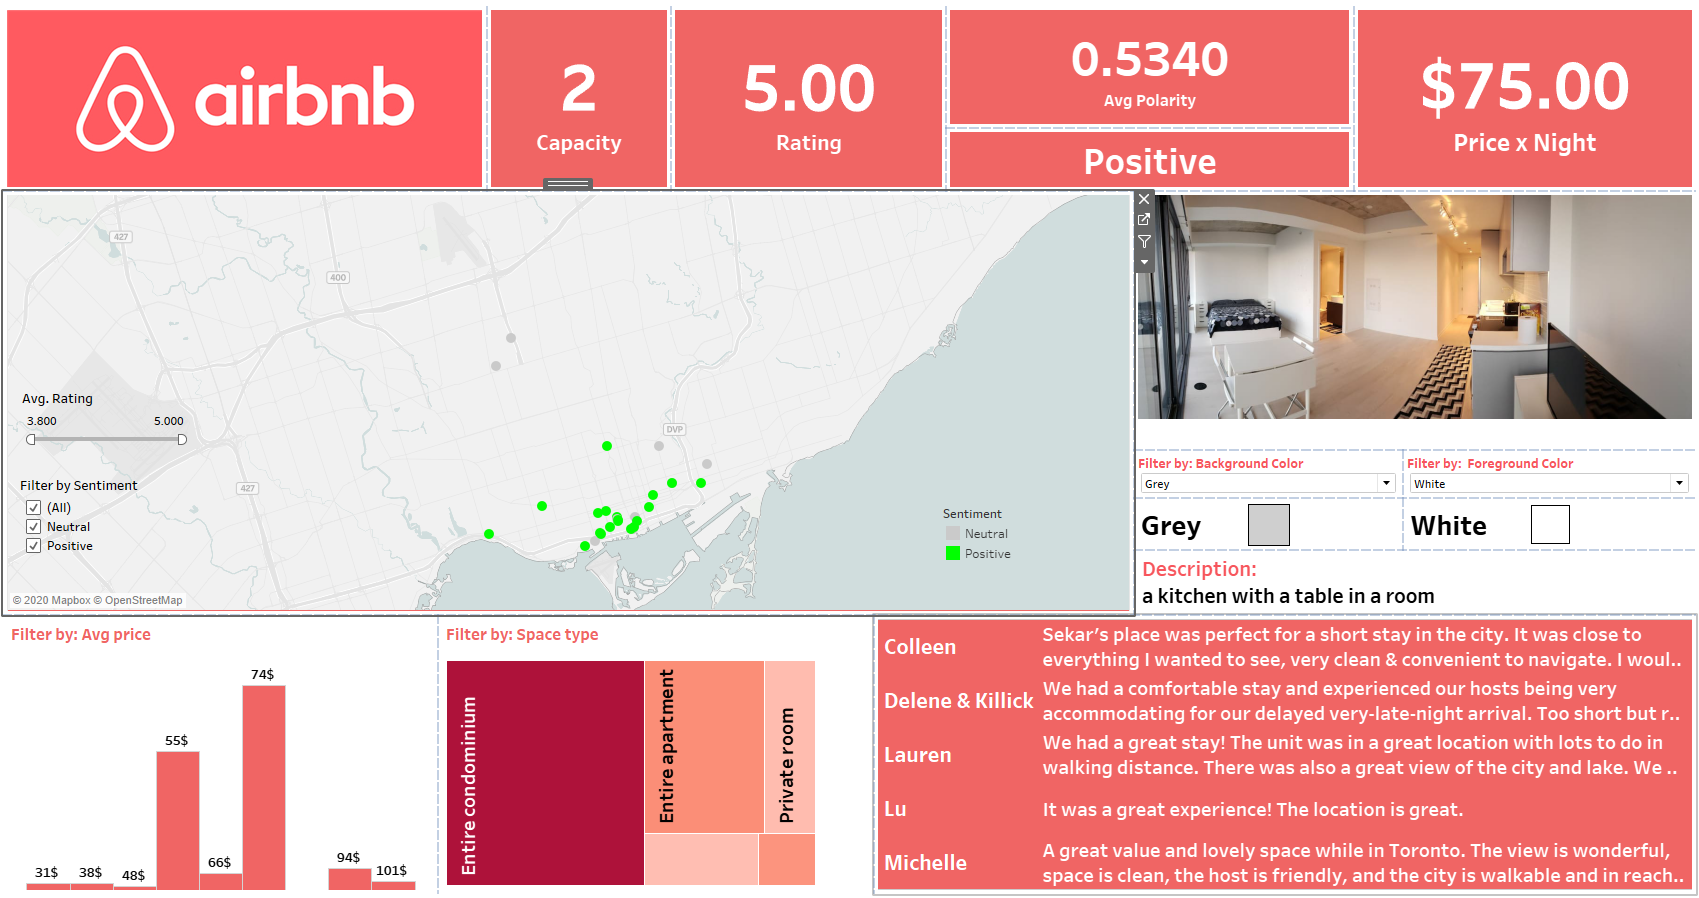 airbnb
2
Capacity
5.00
Rating
0.5340
Avg Polarity
Positive
$75.00
Price x Night
427
400
DVP
427
Avg. Rating
3.800 5.000
Filter by Sentiment
(All)
Neutral
Positive
Sentiment
Neutral
Positive
© 2020 Mapbox © OpenStreetMap
Filter by: Background Color
Grey
Grey
Filter by:  Foreground Color
White
White
Description:
a kitchen with a table in a room
Filter by: Avg price
31$
38$
48$
55$
66$
74$
94$
101$
Filter by: Space type
Entire condominium
Entire apartment
Private room
Colleen
Sekar’s place was perfect for a short stay in the city. It was close to
everything I wanted to see, very clean & convenient to navigate. I woul..
Delene & Killick
We had a comfortable stay and experienced our hosts being very
accommodating for our delayed very-late-night arrival. Too short but r..
Lauren
We had a great stay! The unit was in a great location with lots to do in
walking distance. There was also a great view of the city and lake. We ..
Lu
It was a great experience! The location is great.
Michelle
A great value and lovely space while in Toronto. The view is wonderful,
space is clean, the host is friendly, and the city is walkable and in reach..